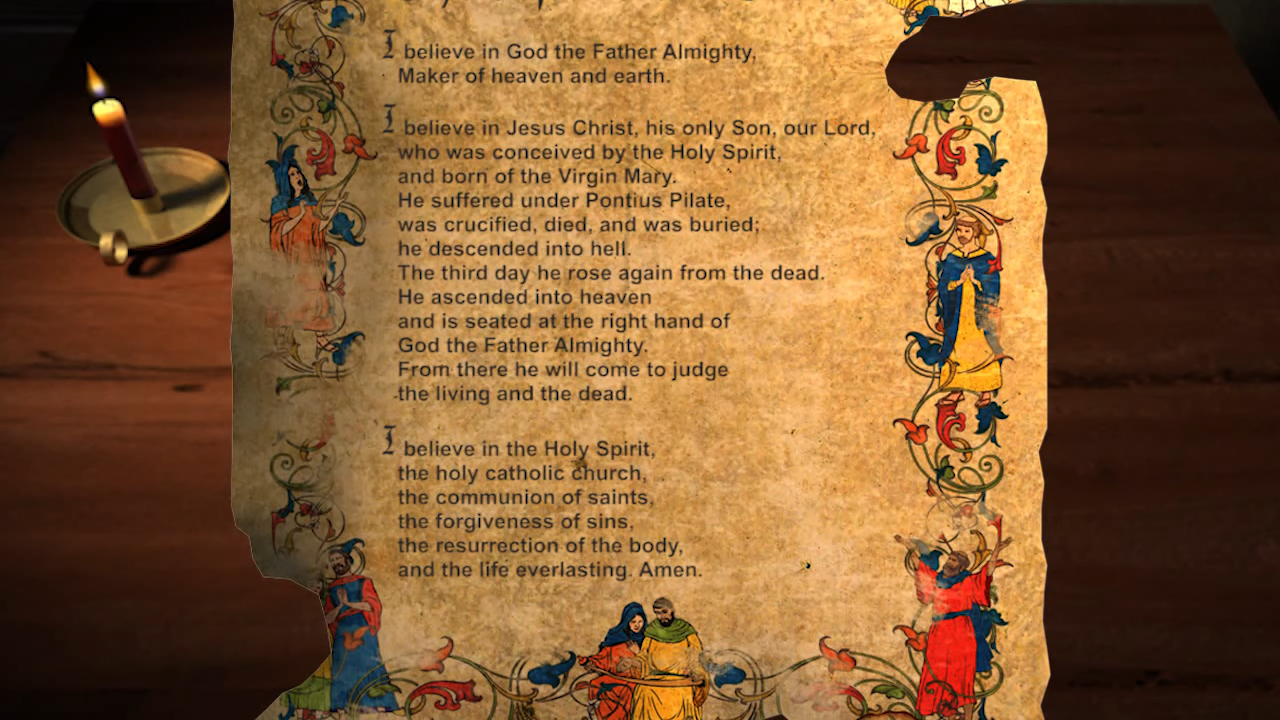 I believe in God the Father Almighty,
Maker of heaven and earth.
I believe in Jesus Christ, his only Son, our Lord,
who was conceived by the Holy Spirit,
and born of the Virgin Mary.
He suffered under Pontius Pilate,
was crucified, died, and was buried;
he descended into hell.
The third day he rose again from the dead.
He ascended into heaven
and is seated at the right hand of
God the Father Almighty.
From there he will come to judge
the living and the dead.
I believe in the Holy Spirit,
the holy catholic church,
the communion of saints,
the forgiveness of sins,
the resurrection of the body,
and the life everlasting. Amen.